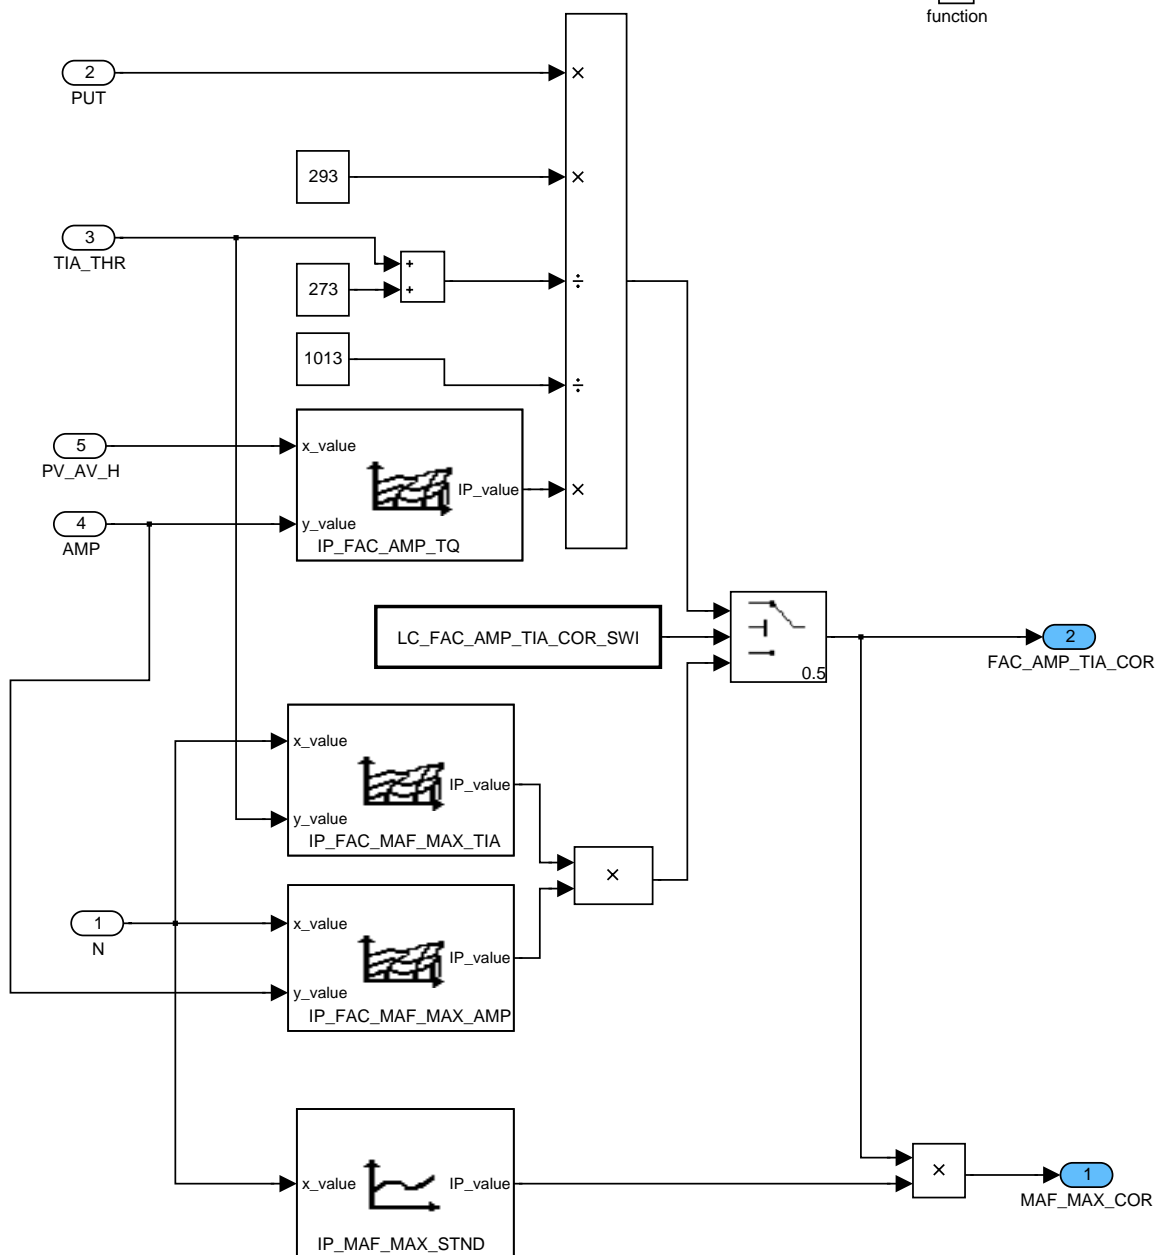 function
2
×
PUT
293
×
3
TIA_THR
+
273
+
÷
1013
÷
5
x_value
PV_AV_H
IP_value
×
4
y_value
AMP
IP_FAC_AMP_TQ
LC_FAC_AMP_TIA_COR_SWI
2
FAC_AMP_TIA_COR
0.5
x_value
IP_value
y_value
IP_FAC_MAF_MAX_TIA
×
1
x_value
N
IP_value
y_value
IP_FAC_MAF_MAX_AMP
×
1
x_value
IP_value
MAF_MAX_COR
IP_MAF_MAX_STND